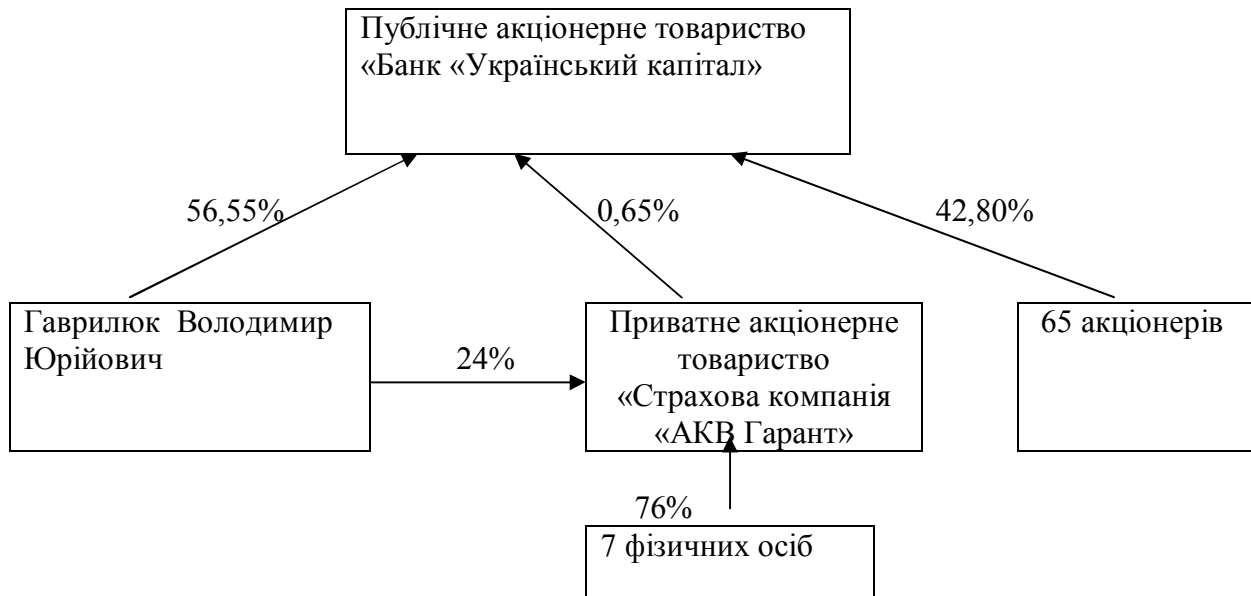 Публічне акціонерне товариство
«Банк «Український капітал»
56,55%
0,65%
42,80%
Гаврилюк Володимир
Юрійович
24%
Приватне акціонерне
товариство
«Страхова компанія
«АКВ Гарант»
65 акціонерів
76%
7 фізичних осіб